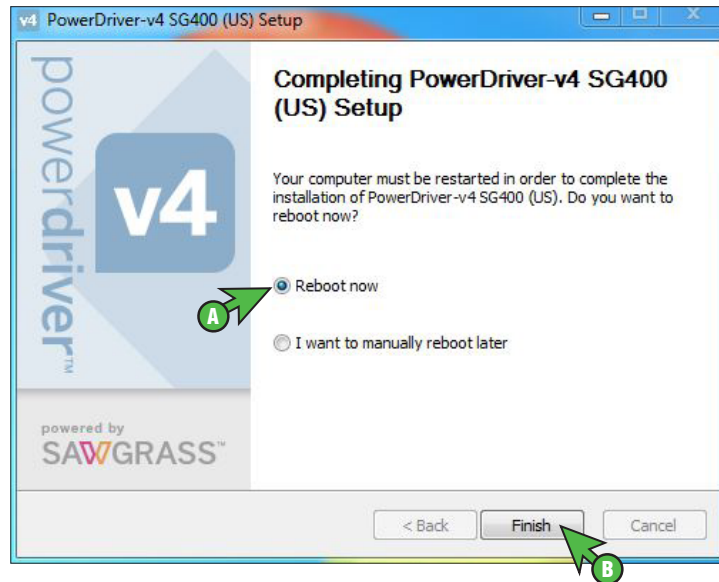 v4 PowerDriver-v4 SG400 (US) Setup
powerdriver™
v4
powered by
SAWGRASS™
Completing PowerDriver-v4 SG400
(US) Setup
Your computer must be restarted in order to complete the
installation of PowerDriver-v4 SG400 (US). Do you want to
reboot now?
A
Reboot now
I want to manually reboot later
< Back
Finish
Cancel
B